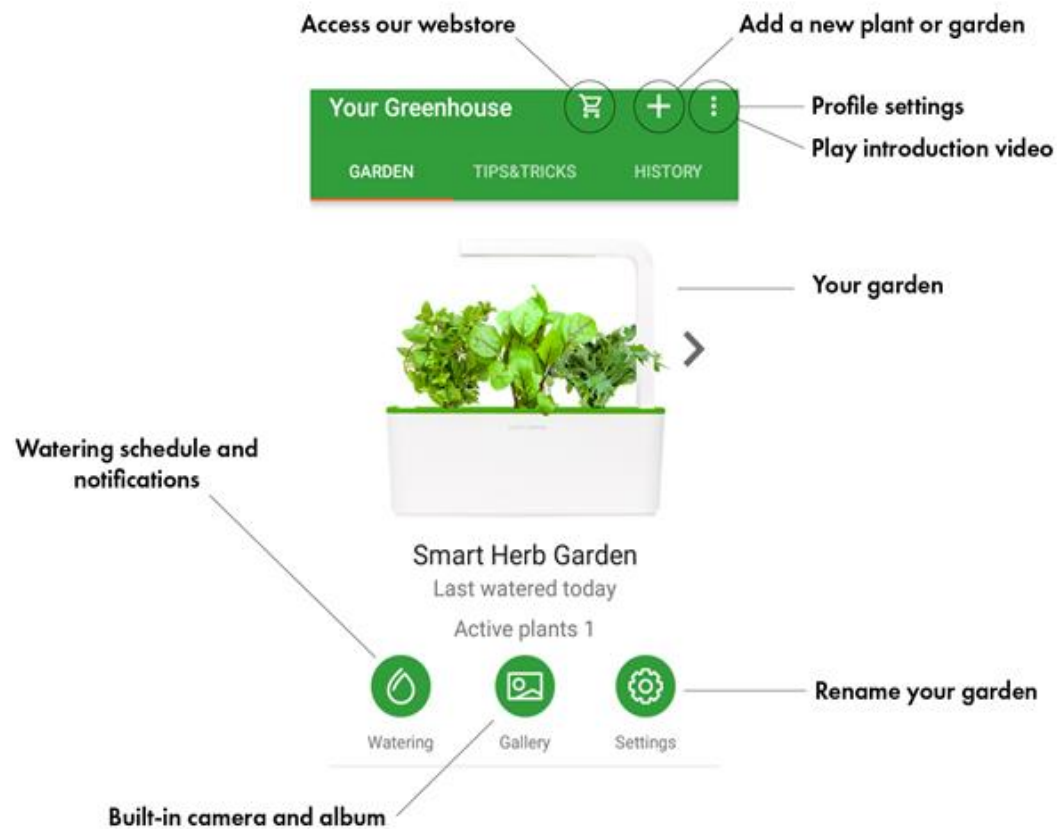 Access our webstore
Add a new plant or garden
Your Greenhouse
Profile settings
Play introduction video
GARDEN
TIPS&TRICKS
HISTORY
Your garden
Watering schedule and
notifications
Smart Herb Garden
Last watered today
Active plants 1
Rename your garden
Watering
Gallery
Settings
Built-in camera and album